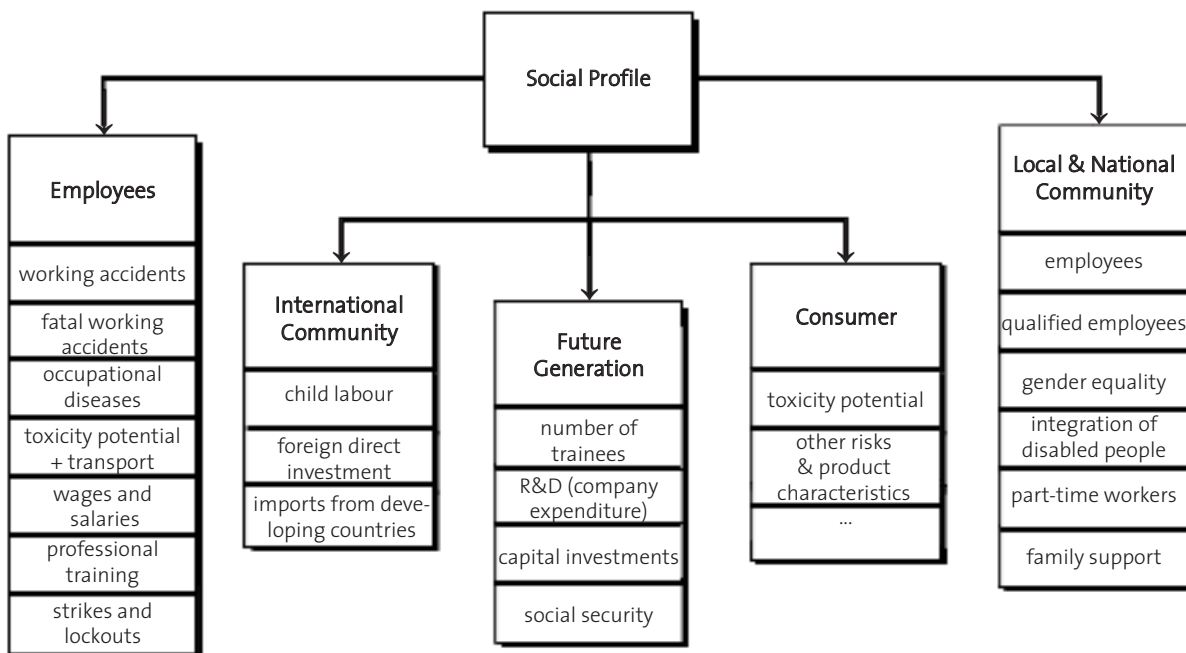 Social Profile
Employees
working accidents
fatal working
accidents
occupational
diseases
toxicity potential
+ transport
wages and
salaries
professional
training
strikes and
lockouts
International
Community
child labour
foreign direct
investment
imports from deve-
loping countries
Future
Generation
number of
trainees
R&D (company
expenditure)
capital investments
social security
Consumer
toxicity potential
other risks
& product
characteristics
...
Local & National
Community
employees
qualified employees
gender equality
integration of
disabled people
part-time workers
family support